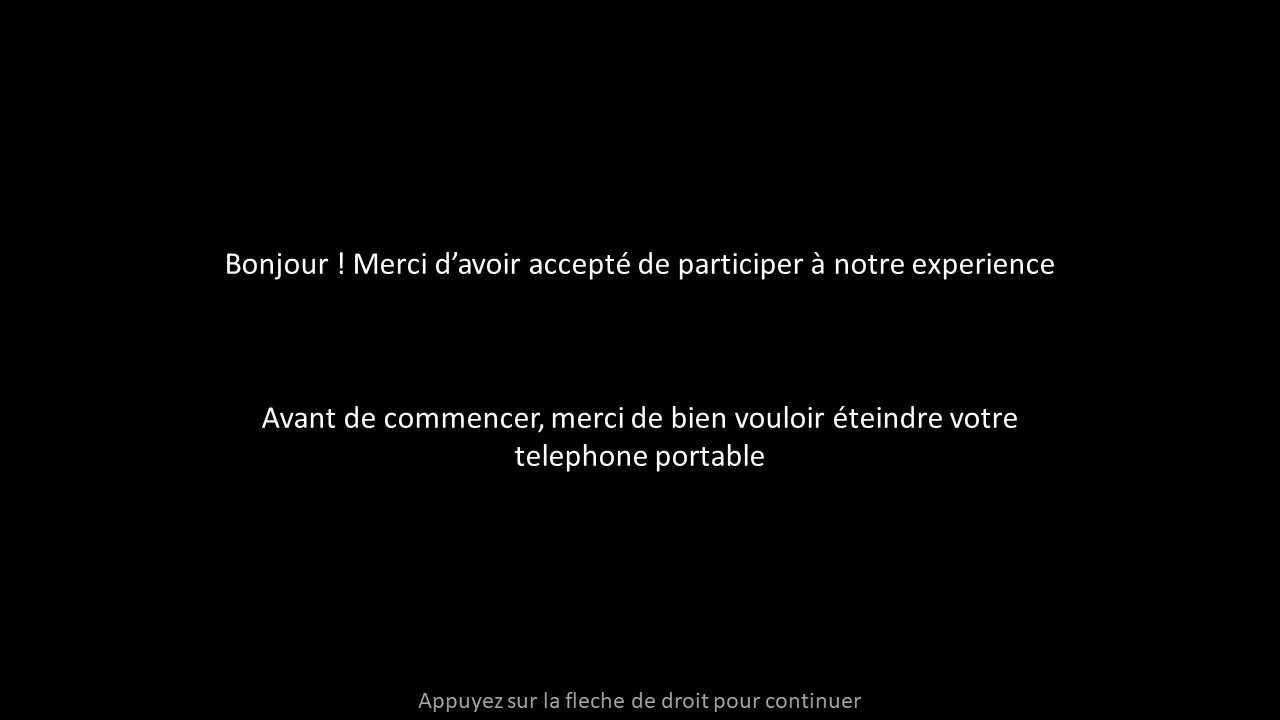 Bonjour ! Merci d’avoir accepté de participer à notre experience
Avant de commencer, merci de bien vouloir éteindre votre
telephone portable
Appuyez sur la fleche de droit pour continuer